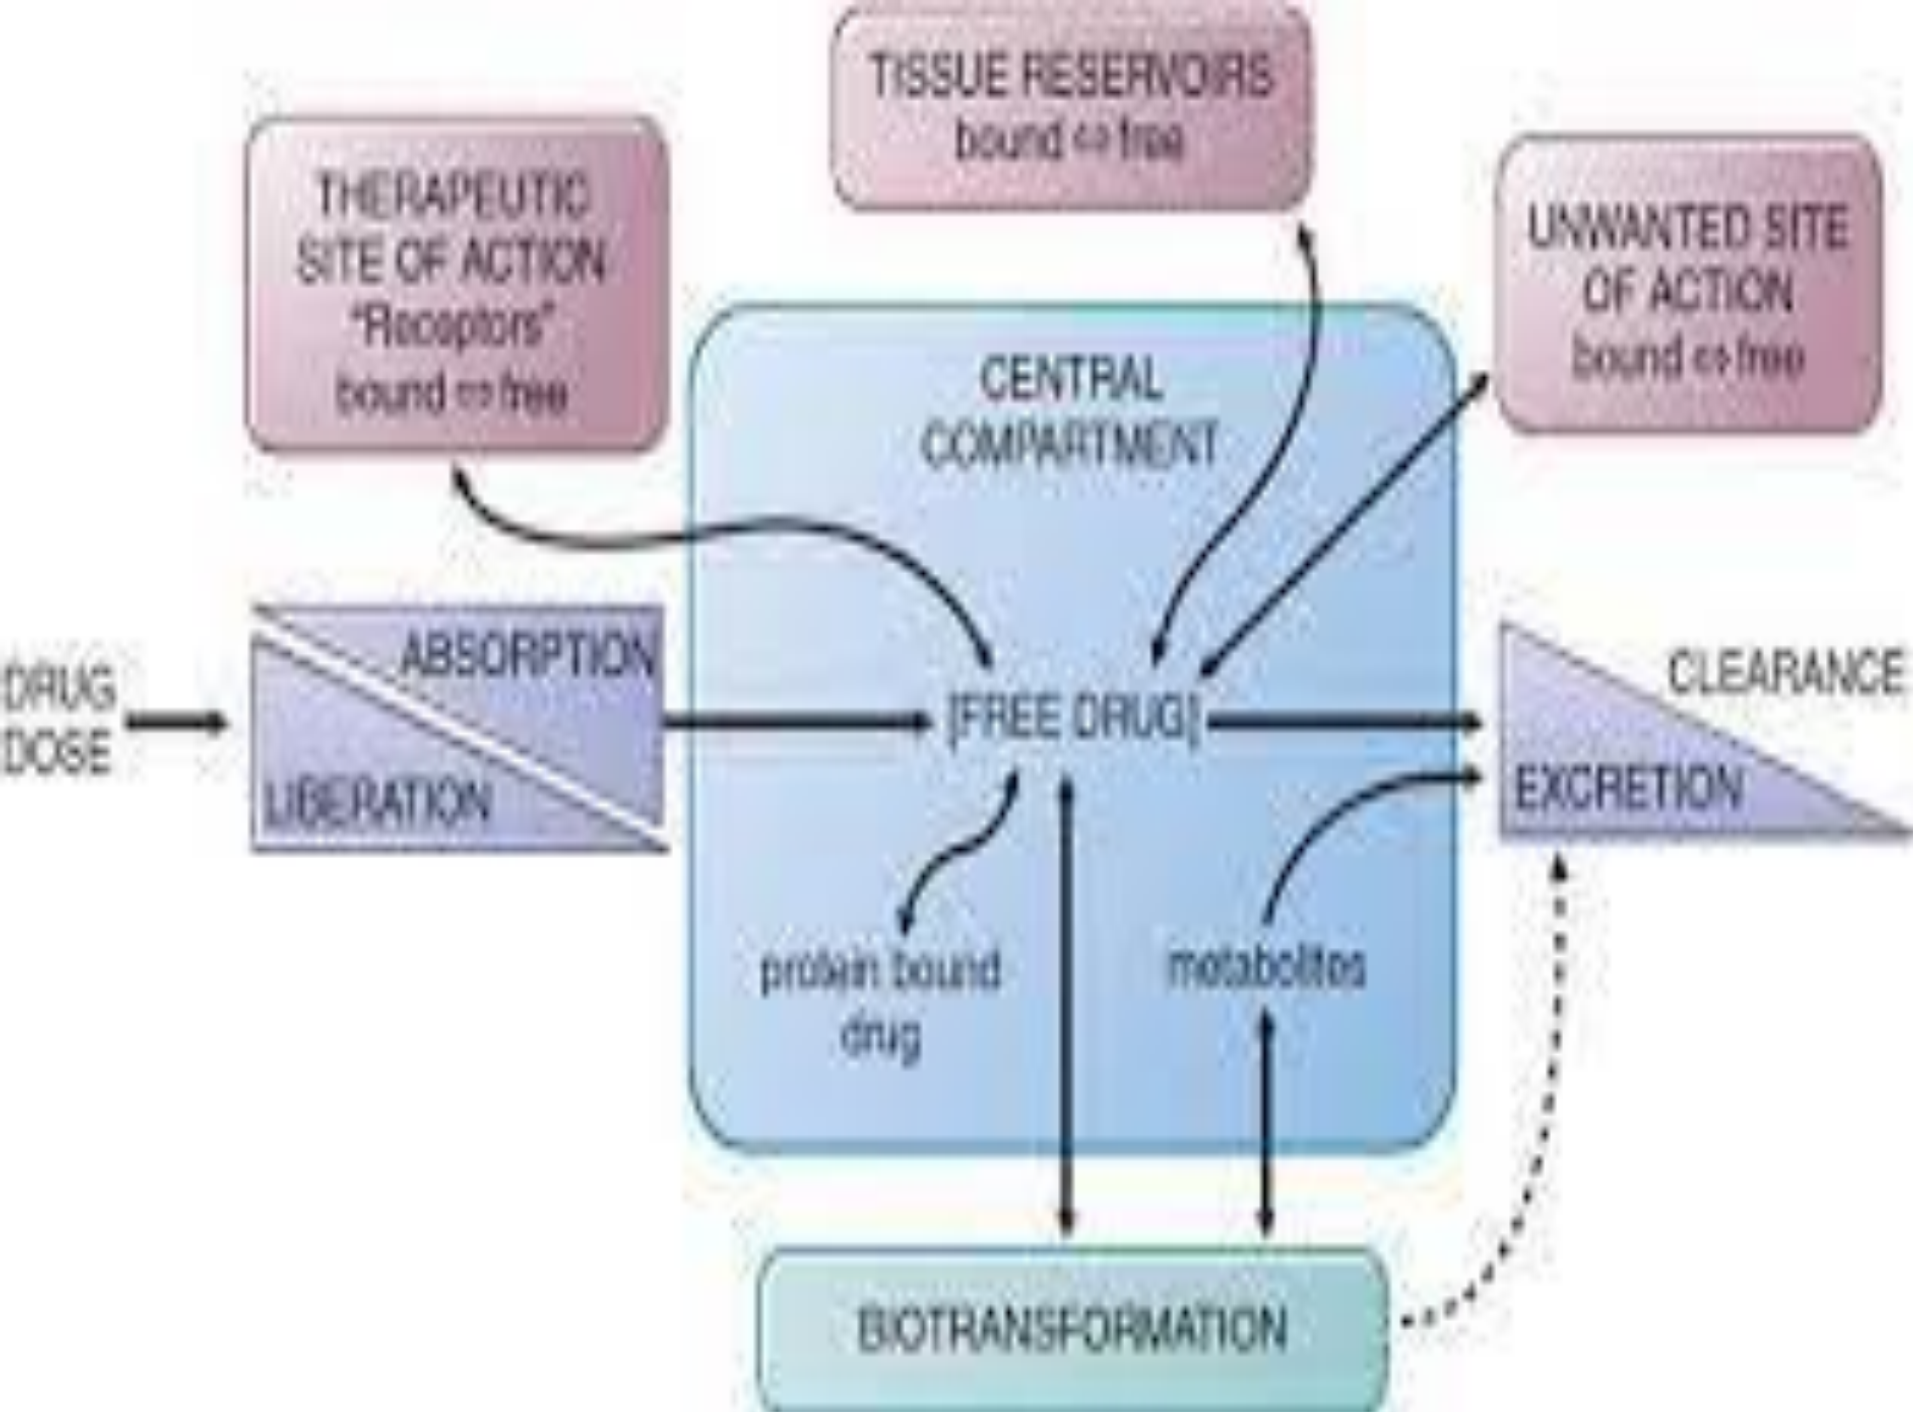 TISSUE RESERVOIRS
bound ⇔ free
THERAPEUTIC
SITE OF ACTION
"Receptors"
bound ⇔ free
UNWANTED SITE
OF ACTION
bound ⇔ free
CENTRAL
COMPARTMENT
DRUG
DOSE
ABSORPTION
LIBERATION
[FREE DRUG]
CLEARANCE
EXCRETION
protein bound
drug
metabolites
BIOTRANSFORMATION